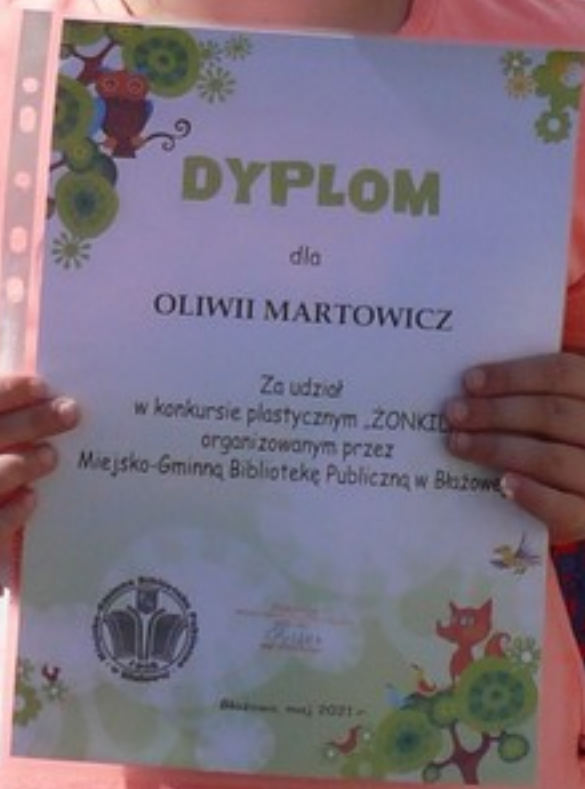 DYPLOM
dla
OLIWII MARTOWICZ
Za udział
w konkursie plastycznym „ŻONKIL
organizowanym przez
Miejsko-Gminną Bibliotekę Publiczną w Błażowej
Błażowa, maj 2021 r.